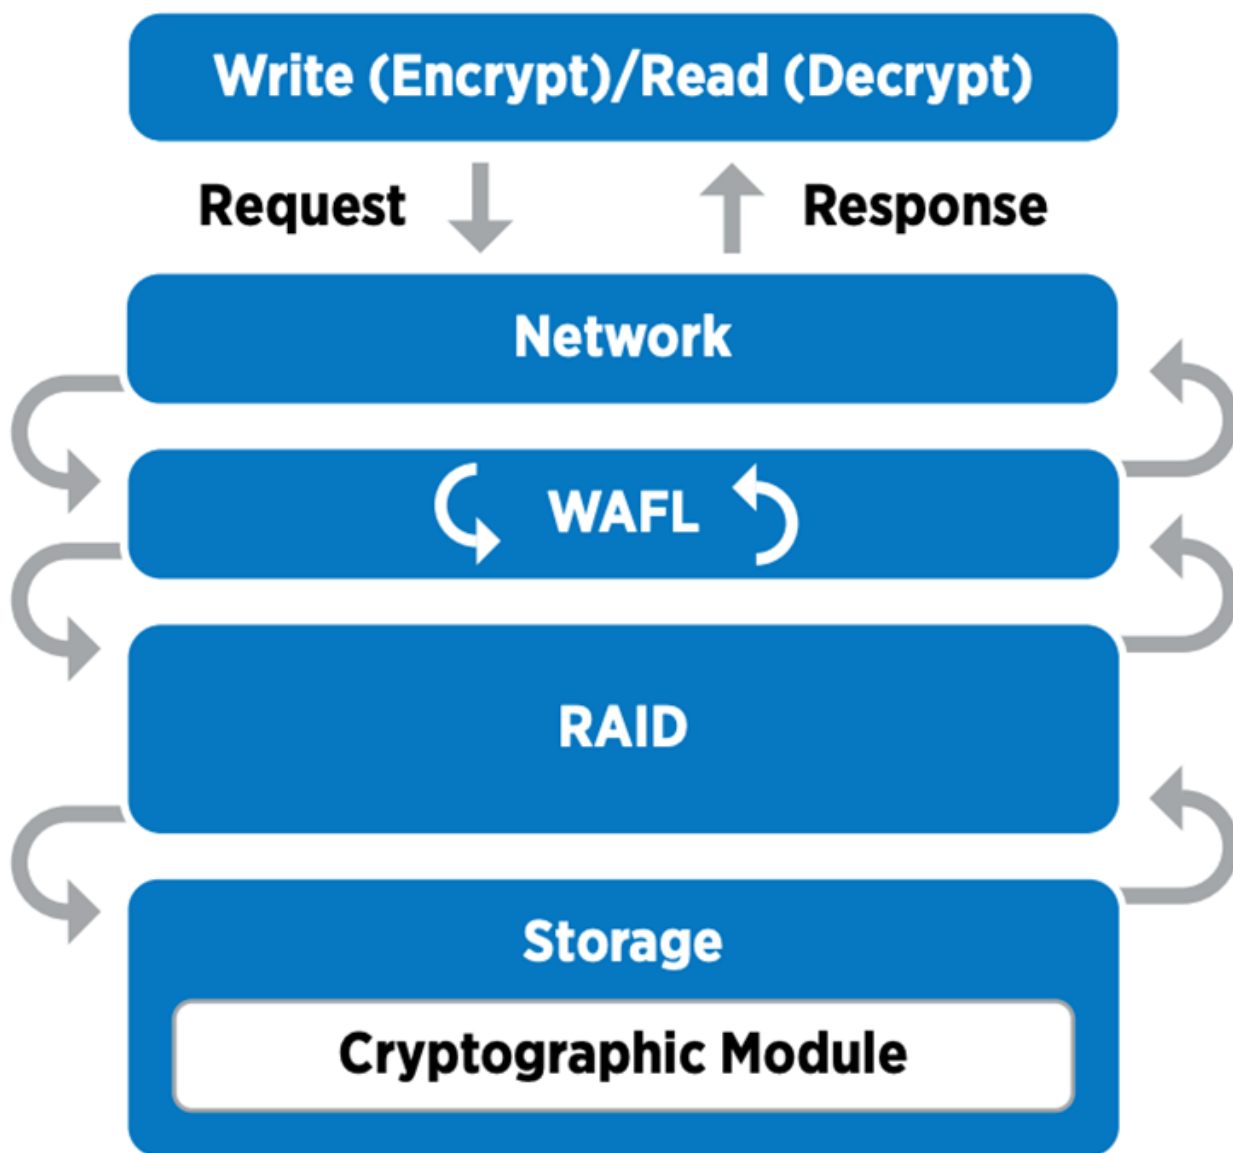 Write (Encrypt)/Read (Decrypt)
Request
Response
Network
WAFL
RAID
Storage
Cryptographic Module